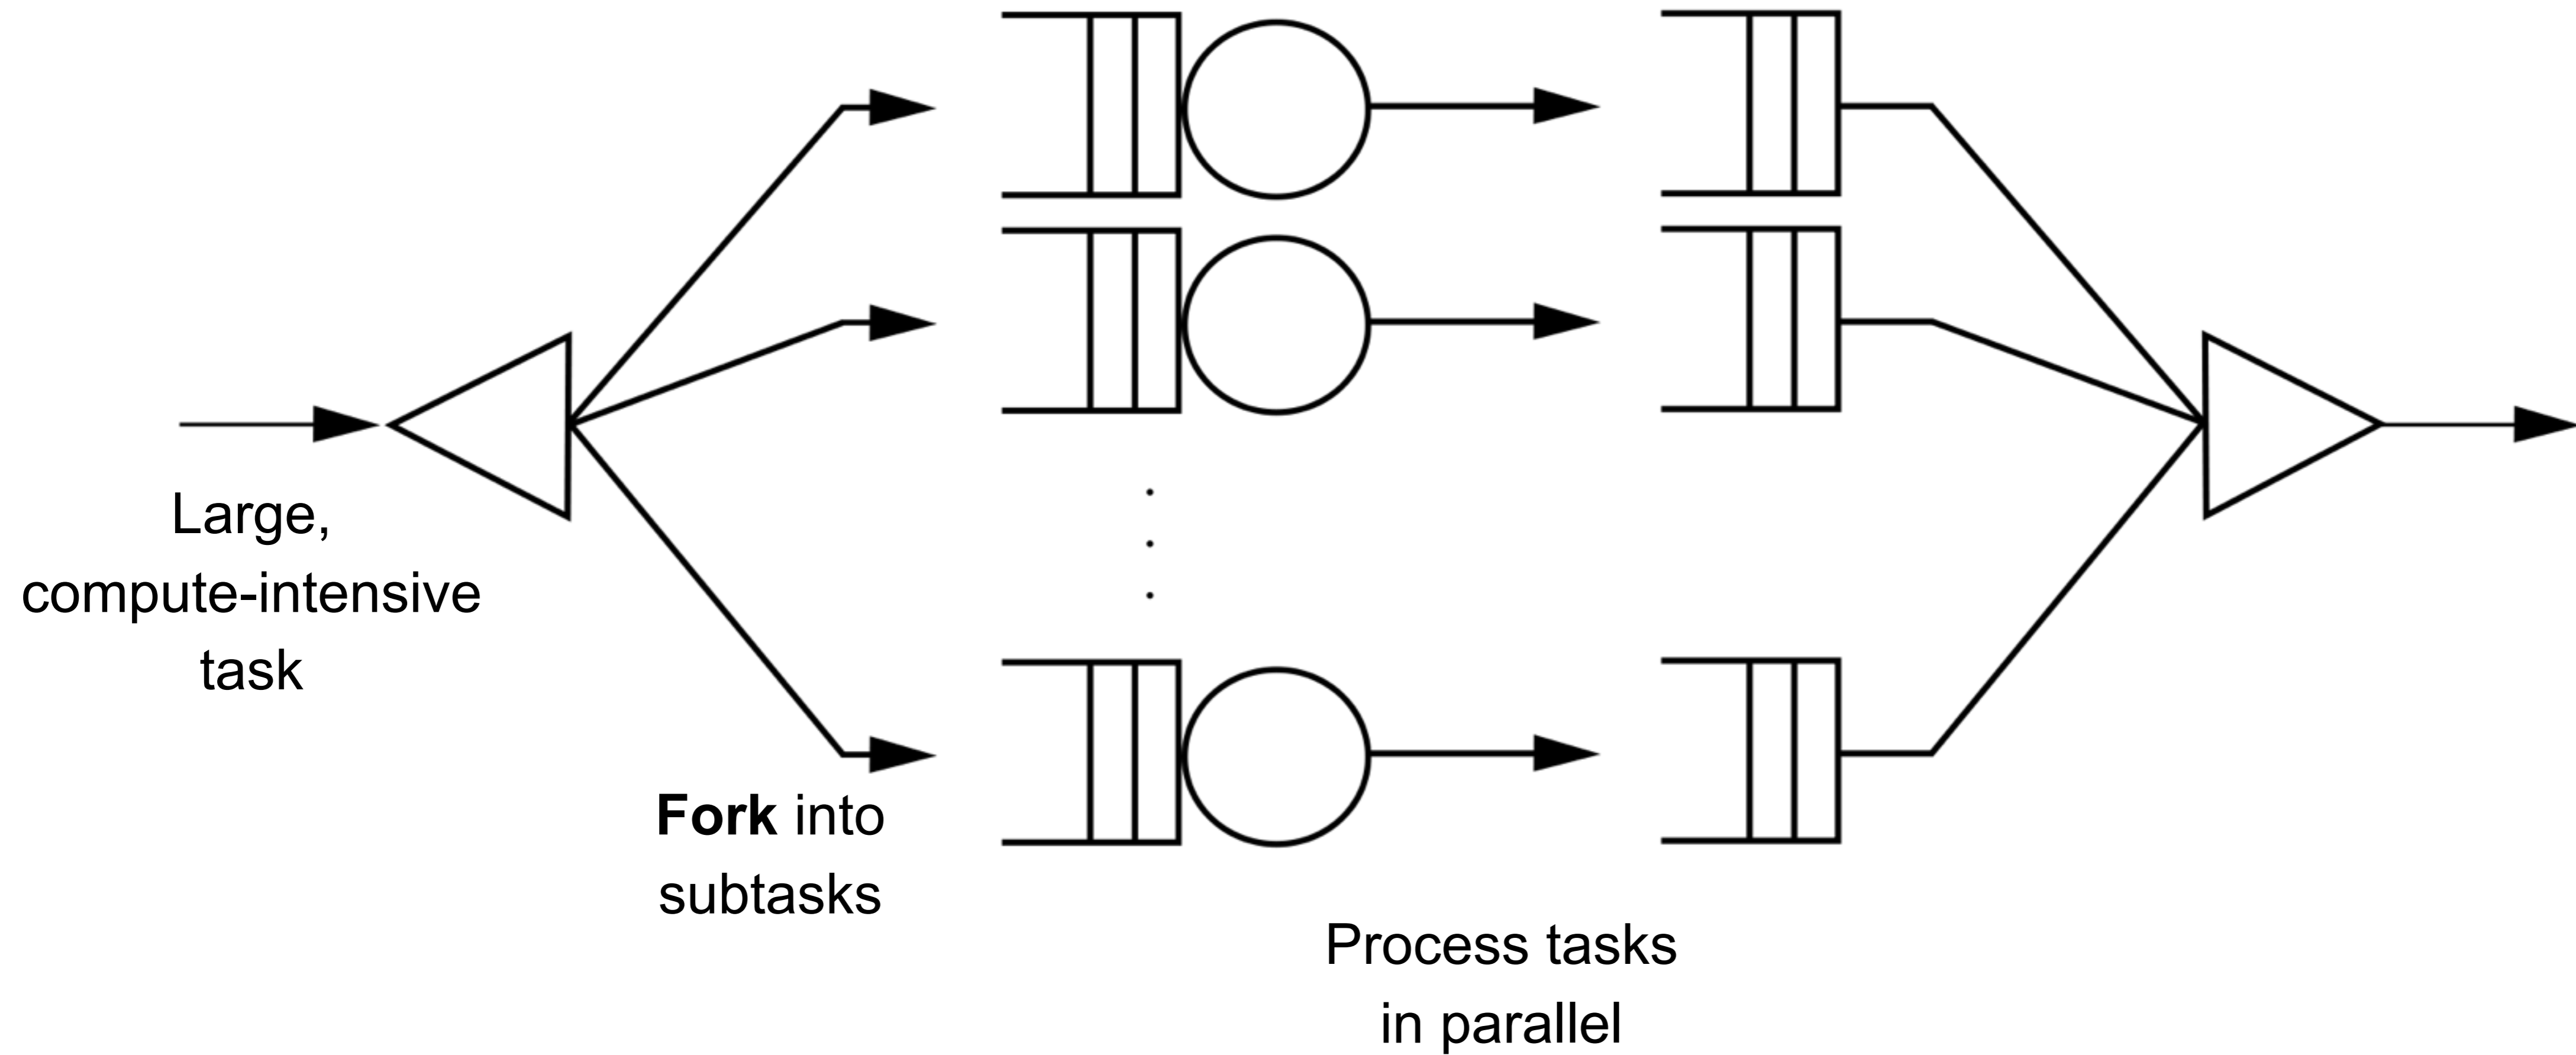 Large,
compute-intensive
task
Fork into
subtasks
Process tasks
in parallel